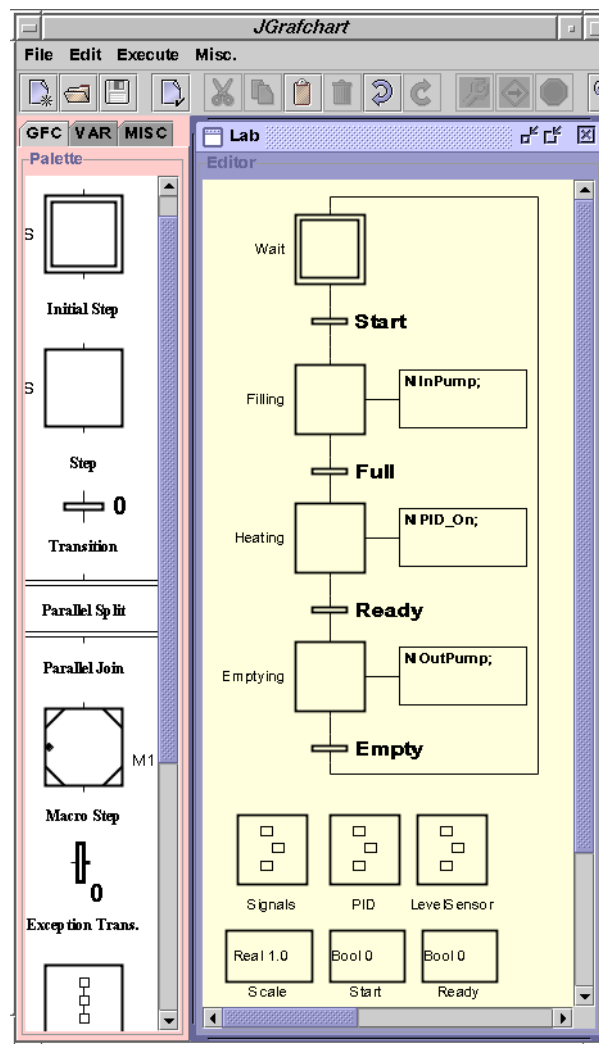 JGrafchart
File Edit Execute Misc.
GFC VAR MISC
Palette
S
Initial Step
S
Step
0
Transition
Parallel Split
Parallel Join
M1
Macro Step
0
Exception Trans.
Lab
Editor
Wait
Start
Filling
N InPump;
Full
Heating
N PID_On;
Ready
Emptying
N OutPump;
Empty
Signals PID LevelSensor
Real 1.0 Bool 0 Bool 0
Scale Start Ready